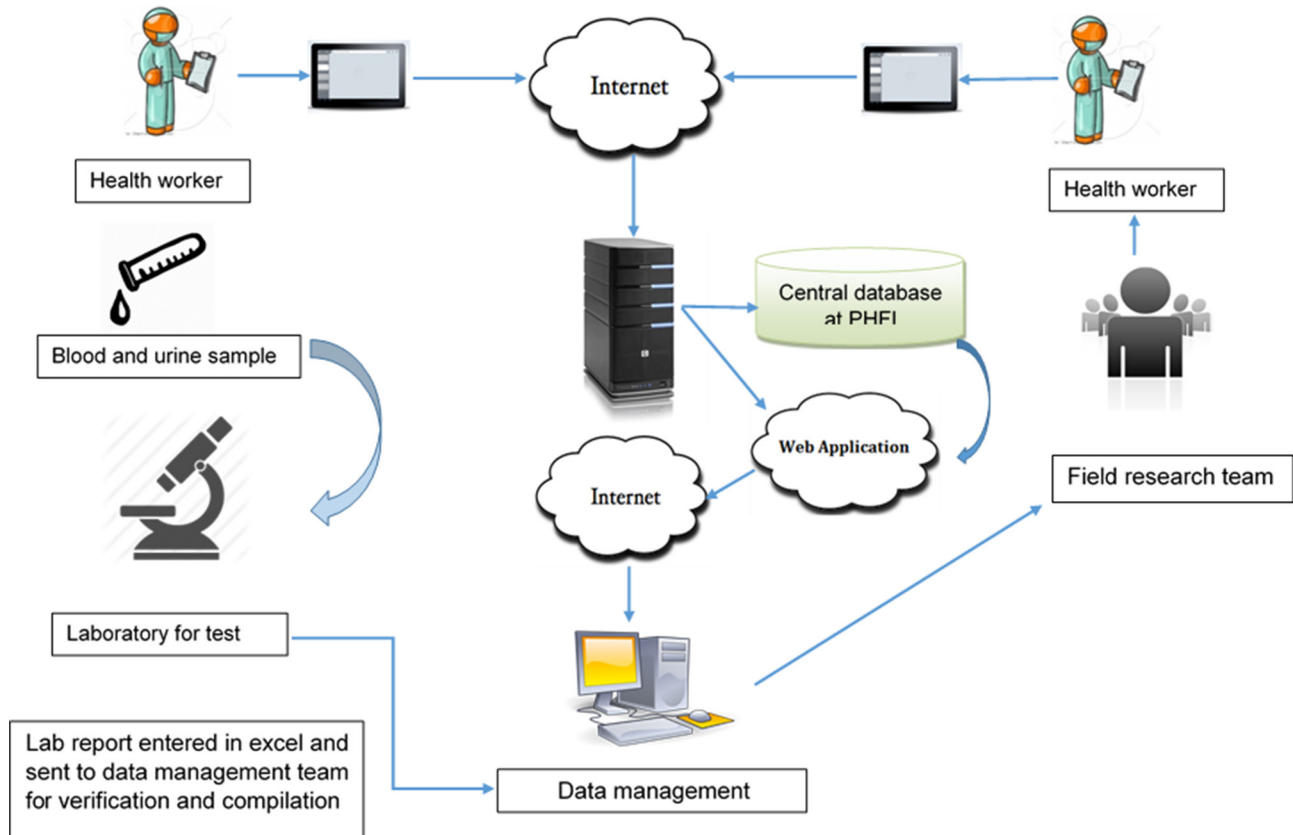 Internet
Health worker
Health worker
Blood and urine sample
Central database
at PHFI
Web Application
Internet
Field research team
Laboratory for test
Lab report entered in excel and
sent to data management team
for verification and compilation
Data management